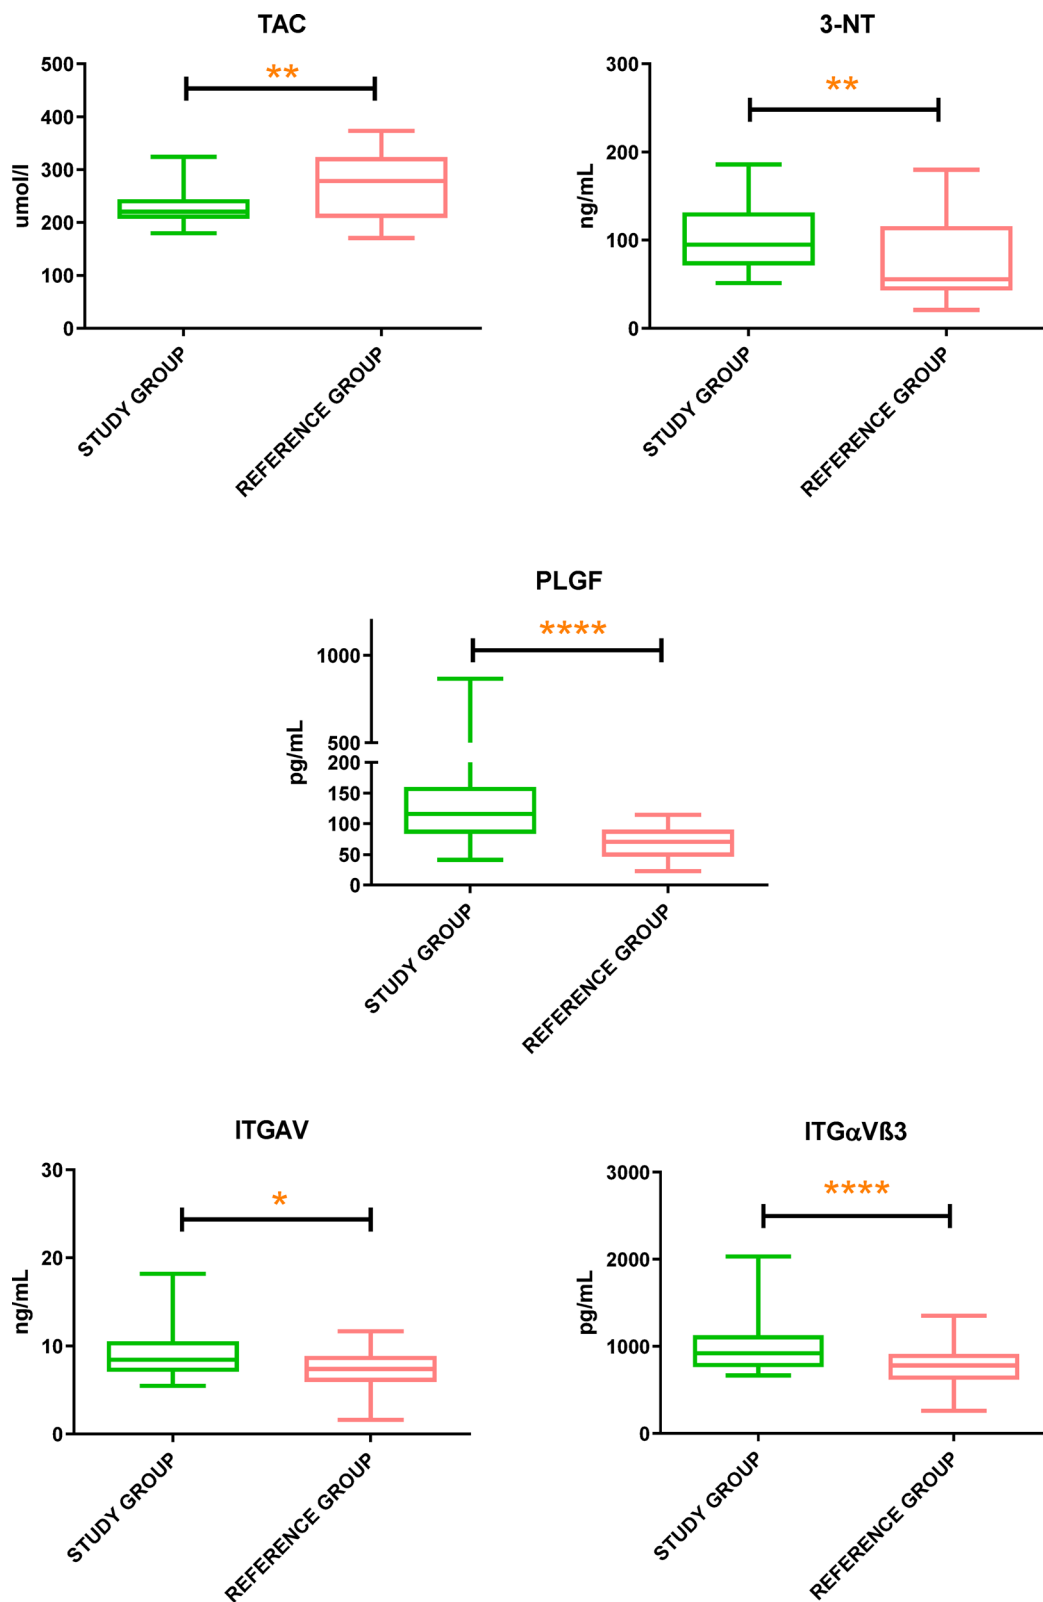 TAC
**
500
400
300
200
100
0
umol/l
STUDY GROUP
REFERENCE GROUP
3-NT
**
300
200
100
0
ng/mL
STUDY GROUP
REFERENCE GROUP
PLGF
****
1000
500
200
150
100
50
0
pg/mL
STUDY GROUP
REFERENCE GROUP
ITGAV
*
30
20
10
0
ng/mL
STUDY GROUP
REFERENCE GROUP
ITGαVß3
****
3000
2000
1000
0
pg/mL
STUDY GROUP
REFERENCE GROUP